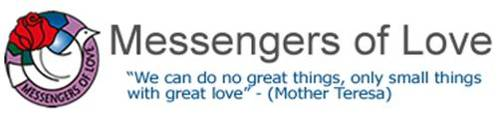 Messengers of Love
"We can do no great things, only small things
with great love" - (Mother Teresa)
MESSENGERS OF LOVE